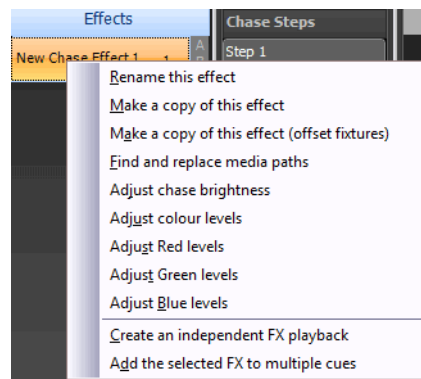 Effects
Chase Steps
New Chase Effect 1 1 A
Step 1
Rename this effect
Make a copy of this effect
Make a copy of this effect (offset fixtures)
Find and replace media paths
Adjust chase brightness
Adjust colour levels
Adjust Red levels
Adjust Green levels
Adjust Blue levels
Create an independent FX playback
Add the selected FX to multiple cues